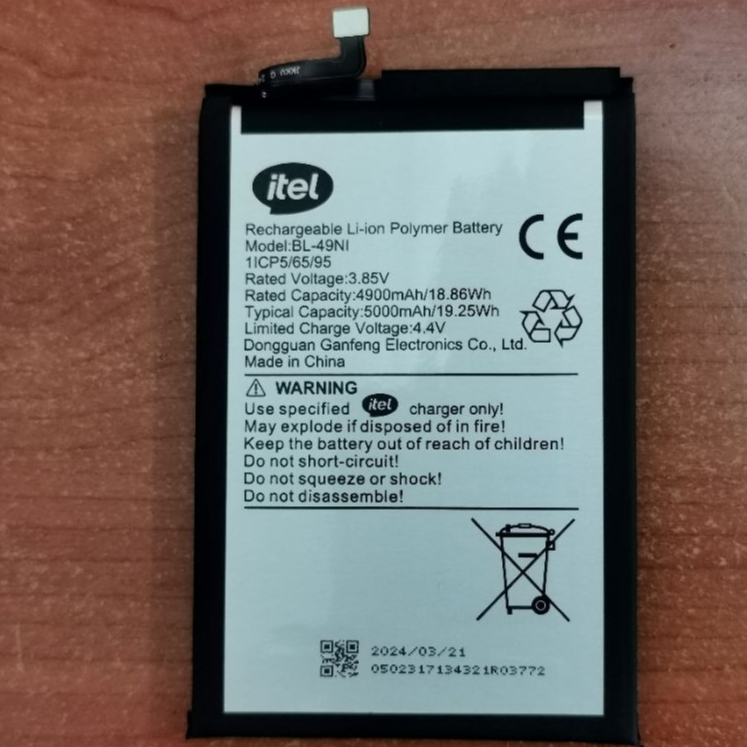 itel
Rechargeable Li-ion Polymer Battery
Model:BL-49NI
1ICP5/65/95
Rated Voltage:3.85V
Rated Capacity:4900mAh/18.86Wh
Typical Capacity:5000mAh/19.25Wh
Limited Charge Voltage:4.4V
Dongguan Ganfeng Electronics Co., Ltd.
Made in China
CE
WARNING
Use specified itel charger only!
May explode if disposed of in fire!
Keep the battery out of reach of children!
Do not short-circuit!
Do not squeeze or shock!
Do not disassemble!
2024/03/21
0502317134321R03772